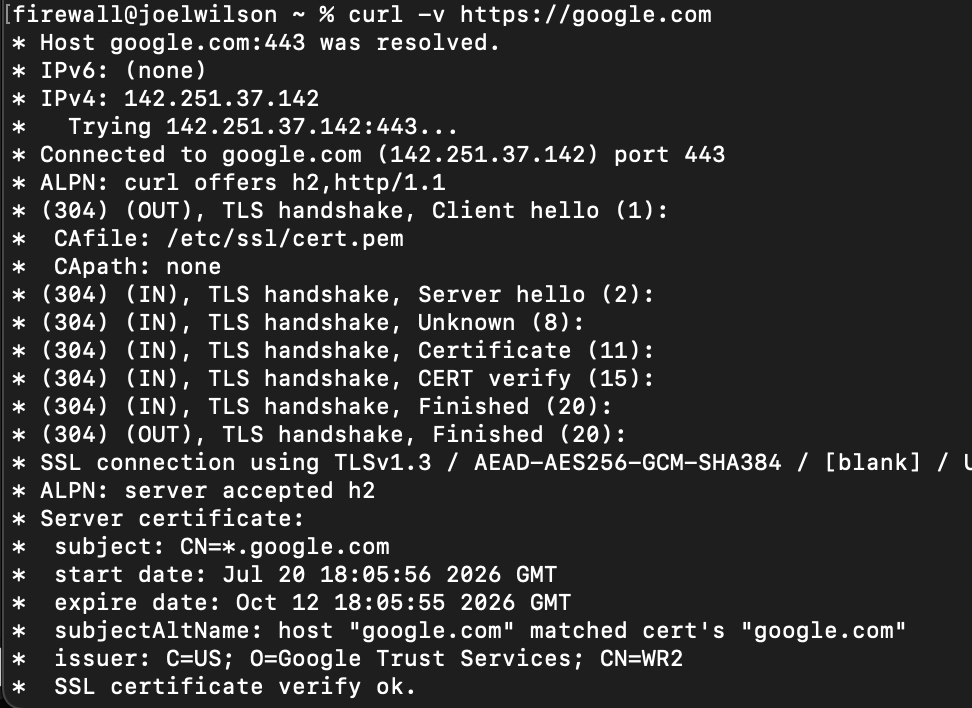 [firewall@joelwilson ~ % curl -v https://google.com
* Host google.com:443 was resolved.
* IPv6: (none)
* IPv4: 142.251.37.142
*   Trying 142.251.37.142:443...
* Connected to google.com (142.251.37.142) port 443
* ALPN: curl offers h2,http/1.1
* (304) (OUT), TLS handshake, Client hello (1):
*  CAfile: /etc/ssl/cert.pem
*  CApath: none
* (304) (IN), TLS handshake, Server hello (2):
* (304) (IN), TLS handshake, Unknown (8):
* (304) (IN), TLS handshake, Certificate (11):
* (304) (IN), TLS handshake, CERT verify (15):
* (304) (IN), TLS handshake, Finished (20):
* (304) (OUT), TLS handshake, Finished (20):
* SSL connection using TLSv1.3 / AEAD-AES256-GCM-SHA384 / [blank] /
* ALPN: server accepted h2
* Server certificate:
*  subject: CN=*.google.com
*  start date: Jul 20 18:05:56 2026 GMT
*  expire date: Oct 12 18:05:55 2026 GMT
*  subjectAltName: host "google.com" matched cert's "google.com"
*  issuer: C=US; O=Google Trust Services; CN=WR2
*  SSL certificate verify ok.